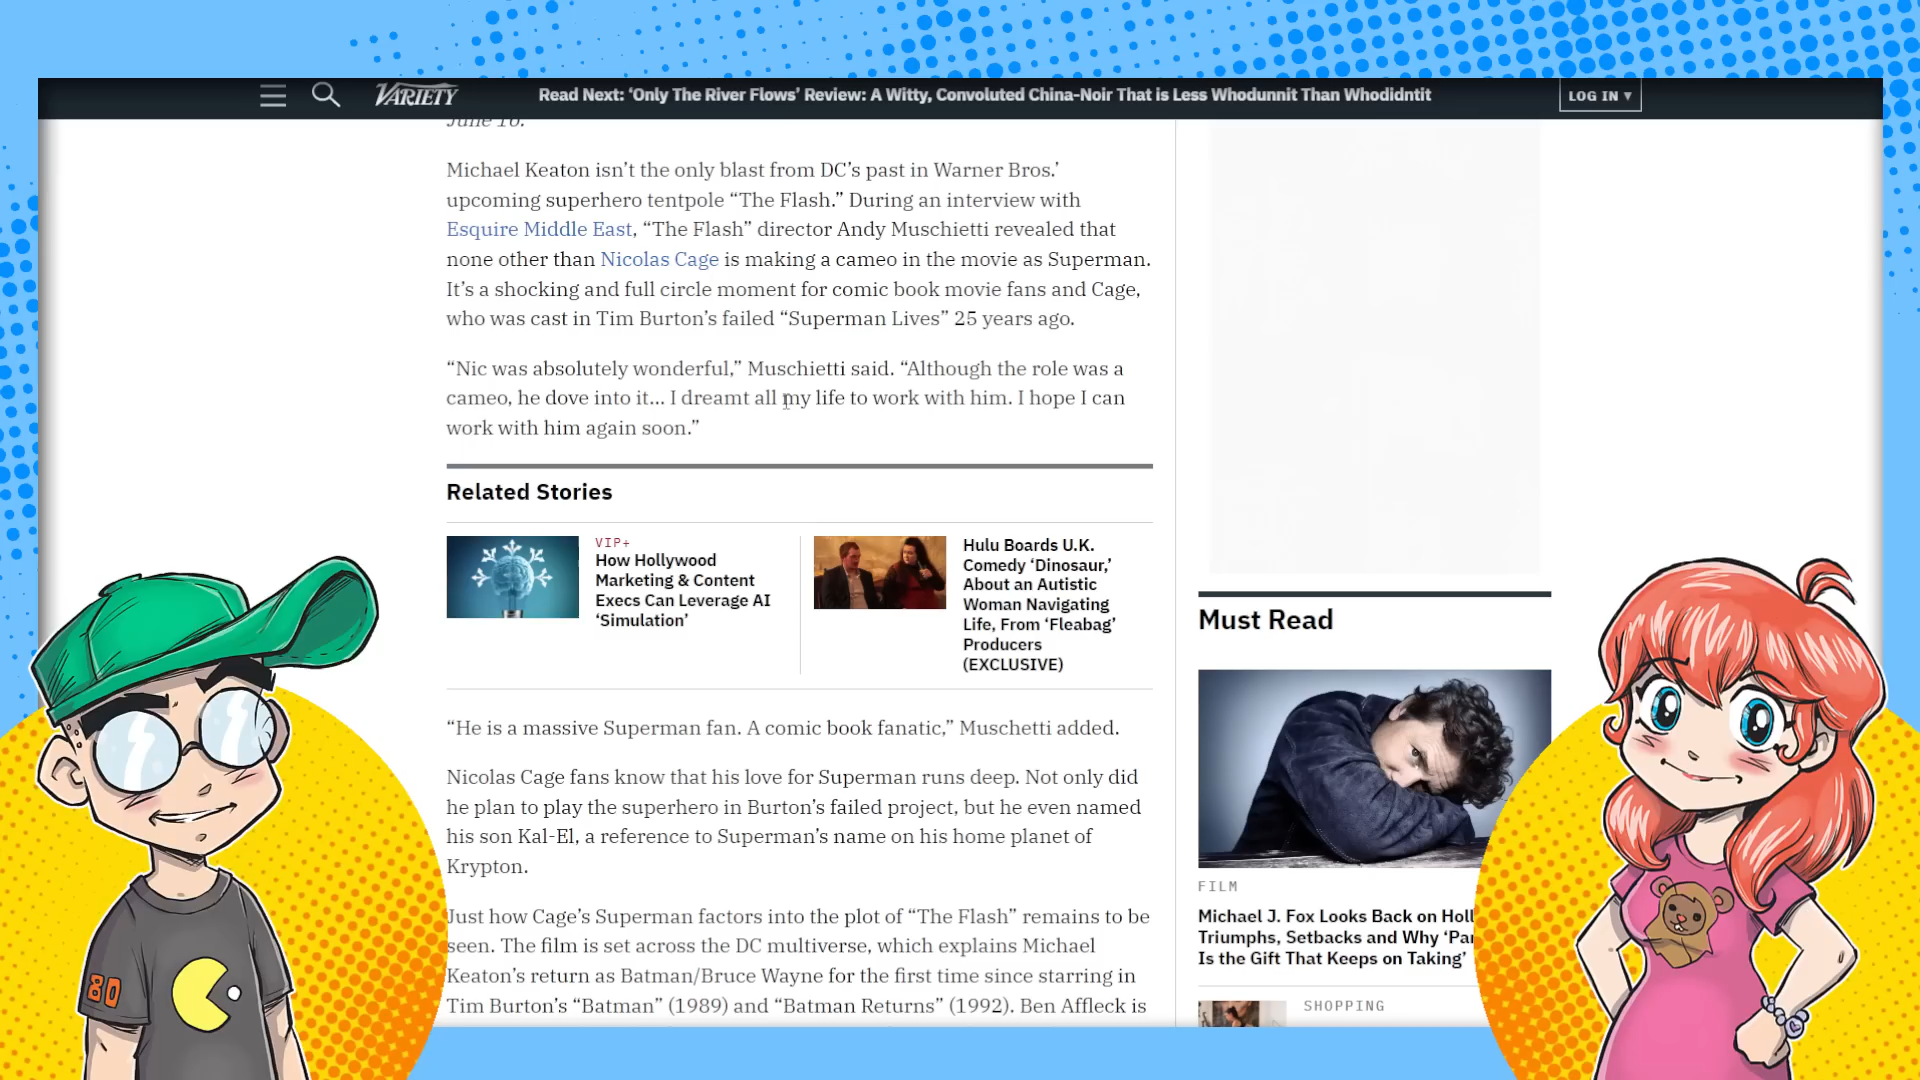 VARIETY
Read Next: ‘Only The River Flows’ Review: A Witty, Convoluted China-Noir That is Less Whodunnit Than Whodidntit
LOG IN ▾
June 16.
Michael Keaton isn’t the only blast from DC’s past in Warner Bros.’
upcoming superhero tentpole “The Flash.” During an interview with
Esquire Middle East, “The Flash” director Andy Muschietti revealed that
none other than Nicolas Cage is making a cameo in the movie as Superman.
It’s a shocking and full circle moment for comic book movie fans and Cage,
who was cast in Tim Burton’s failed “Superman Lives” 25 years ago.
“Nic was absolutely wonderful,” Muschietti said. “Although the role was a
cameo, he dove into it… I dreamt all my life to work with him. I hope I can
work with him again soon.”
Related Stories
VIP+
How Hollywood
Marketing & Content
Execs Can Leverage AI
‘Simulation’
Hulu Boards U.K.
Comedy ‘Dinosaur,’
About an Autistic
Woman Navigating
Life, From ‘Fleabag’
Producers
(EXCLUSIVE)
“He is a massive Superman fan. A comic book fanatic,” Muschetti added.
Nicolas Cage fans know that his love for Superman runs deep. Not only did
he plan to play the superhero in Burton’s failed project, but he even named
his son Kal-El, a reference to Superman’s name on his home planet of
Krypton.
Just how Cage’s Superman factors into the plot of “The Flash” remains to be
seen. The film is set across the DC multiverse, which explains Michael
Keaton’s return as Batman/Bruce Wayne for the first time since starring in
Tim Burton’s “Batman” (1989) and “Batman Returns” (1992). Ben Affleck is
Must Read
FILM
Michael J. Fox Looks Back on Holl
Triumphs, Setbacks and Why ‘Pa
Is the Gift That Keeps on Taking’
SHOPPING
80